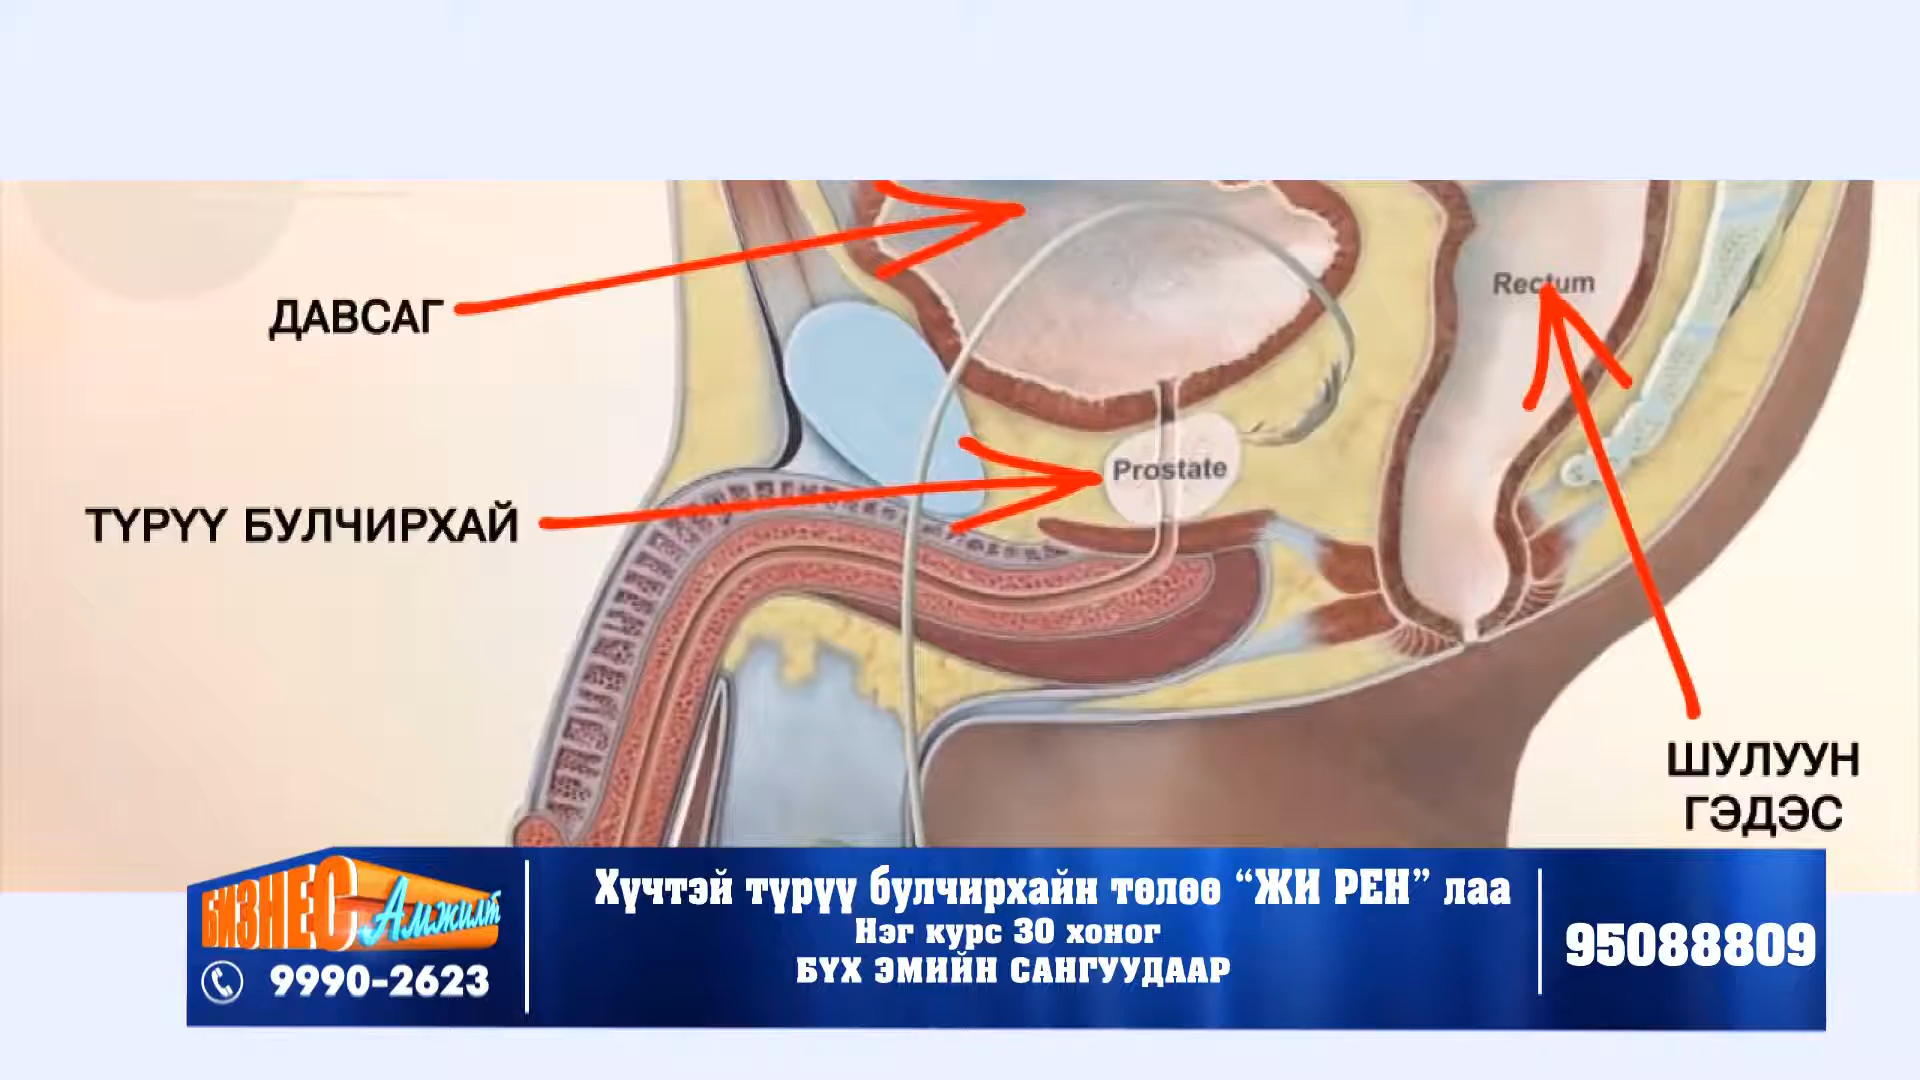 Rectum
ДАВСАГ
Prostate
ТҮРҮҮ БУЛЧИРХАЙ
ШУЛУУН
ГЭДЭС
БИЗНЕС Амжилт
9990-2623
Хүчтэй түрүү булчирхайн төлөө “ЖИ РЕН” лаа
Нэг курс 30 хоног
БҮХ ЭМИЙН САНГУУДААР
95088809